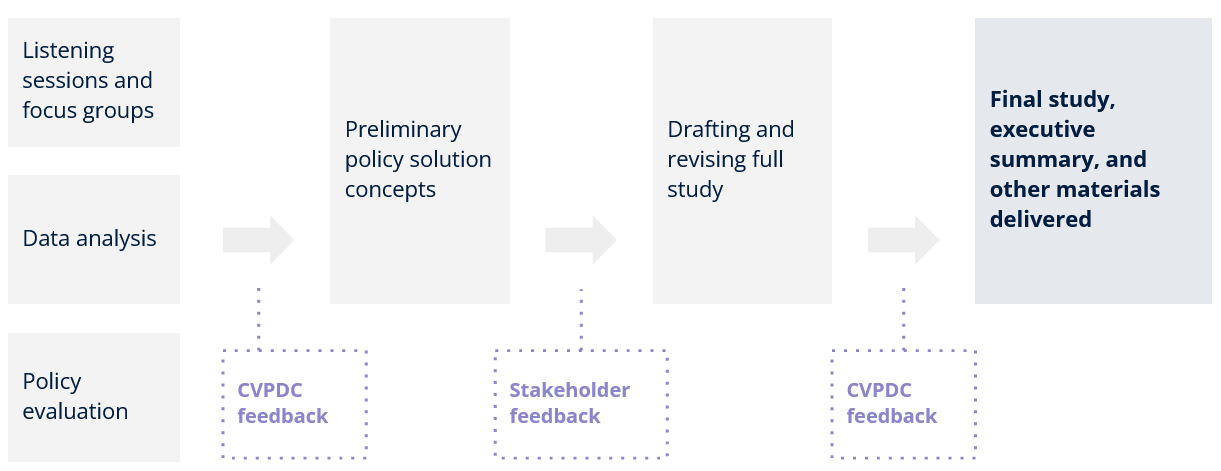 Listening
sessions and
focus groups
Data analysis
Policy
evaluation
Preliminary
policy solution
concepts
Drafting and
revising full
study
Final study,
executive
summary, and
other materials
delivered
CVPDC
feedback
Stakeholder
feedback
CVPDC
feedback